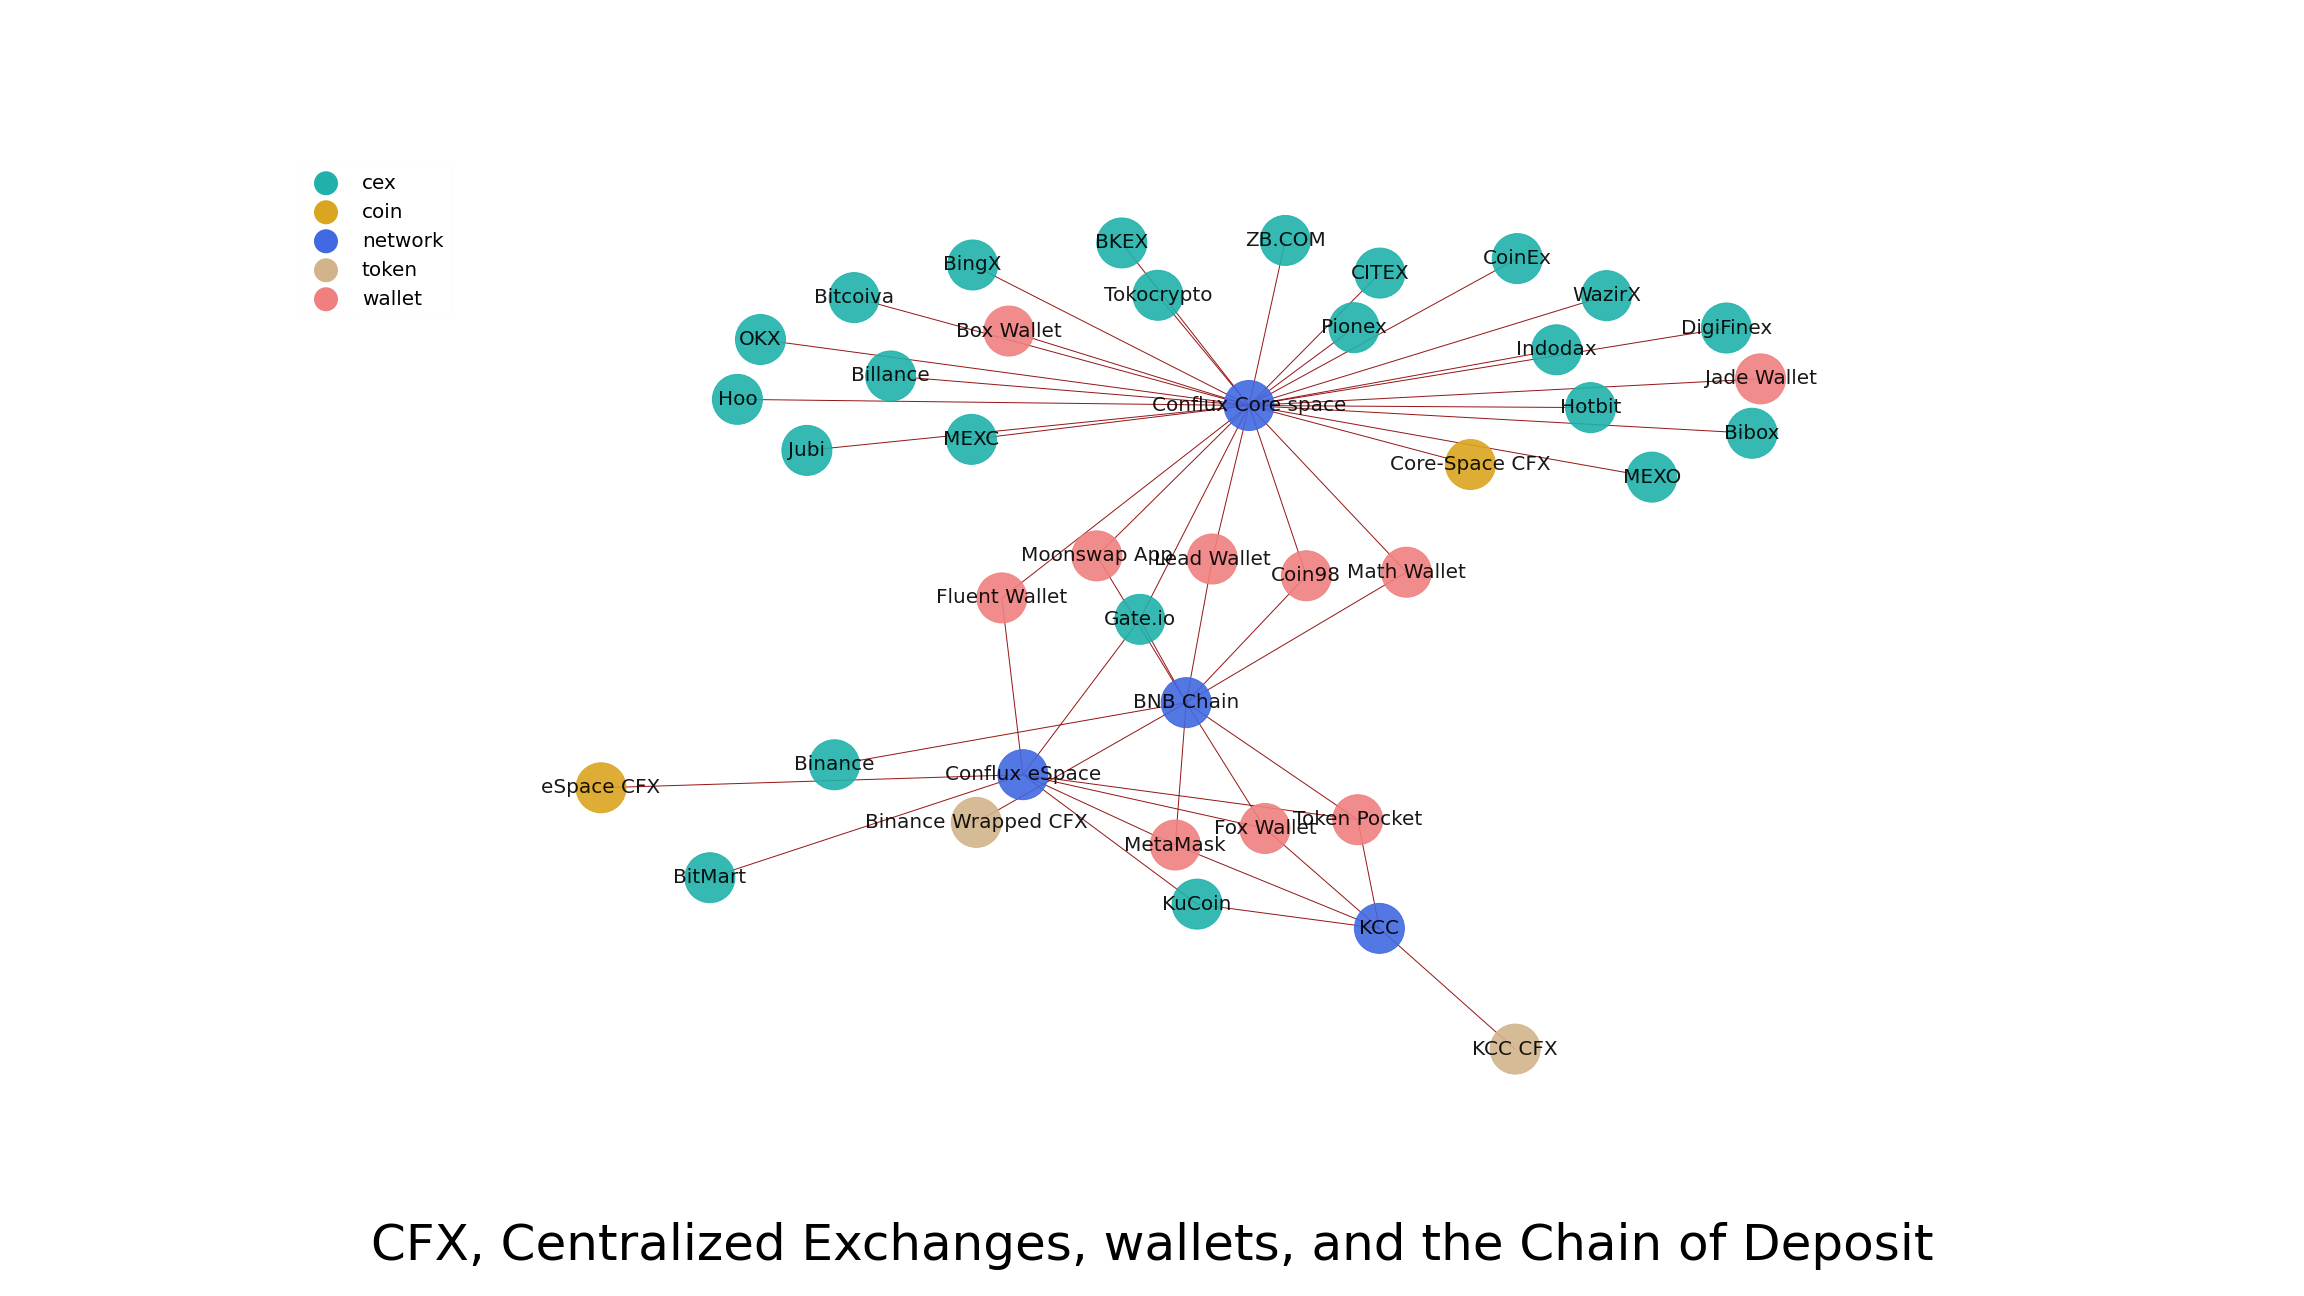 cex
coin
network
token
wallet
ZB.COM
BKEX
CoinEx
BingX
CITEX
Tokocrypto
WazirX
Bitcoiva
Pionex
DigiFinex
Box Wallet
OKX
Indodax
Billance
Jade Wallet
Hoo
Conflux Core space
Hotbit
Bibox
MEXC
Jubi
Core-Space CFX
MEXO
Moonswap App
Lead Wallet
Coin98
Math Wallet
Fluent Wallet
Gate.io
BNB Chain
Binance
Conflux eSpace
eSpace CFX
Binance Wrapped CFX
Token Pocket
Fox Wallet
MetaMask
BitMart
KuCoin
KCC
KCC CFX
CFX, Centralized Exchanges, wallets, and the Chain of Deposit